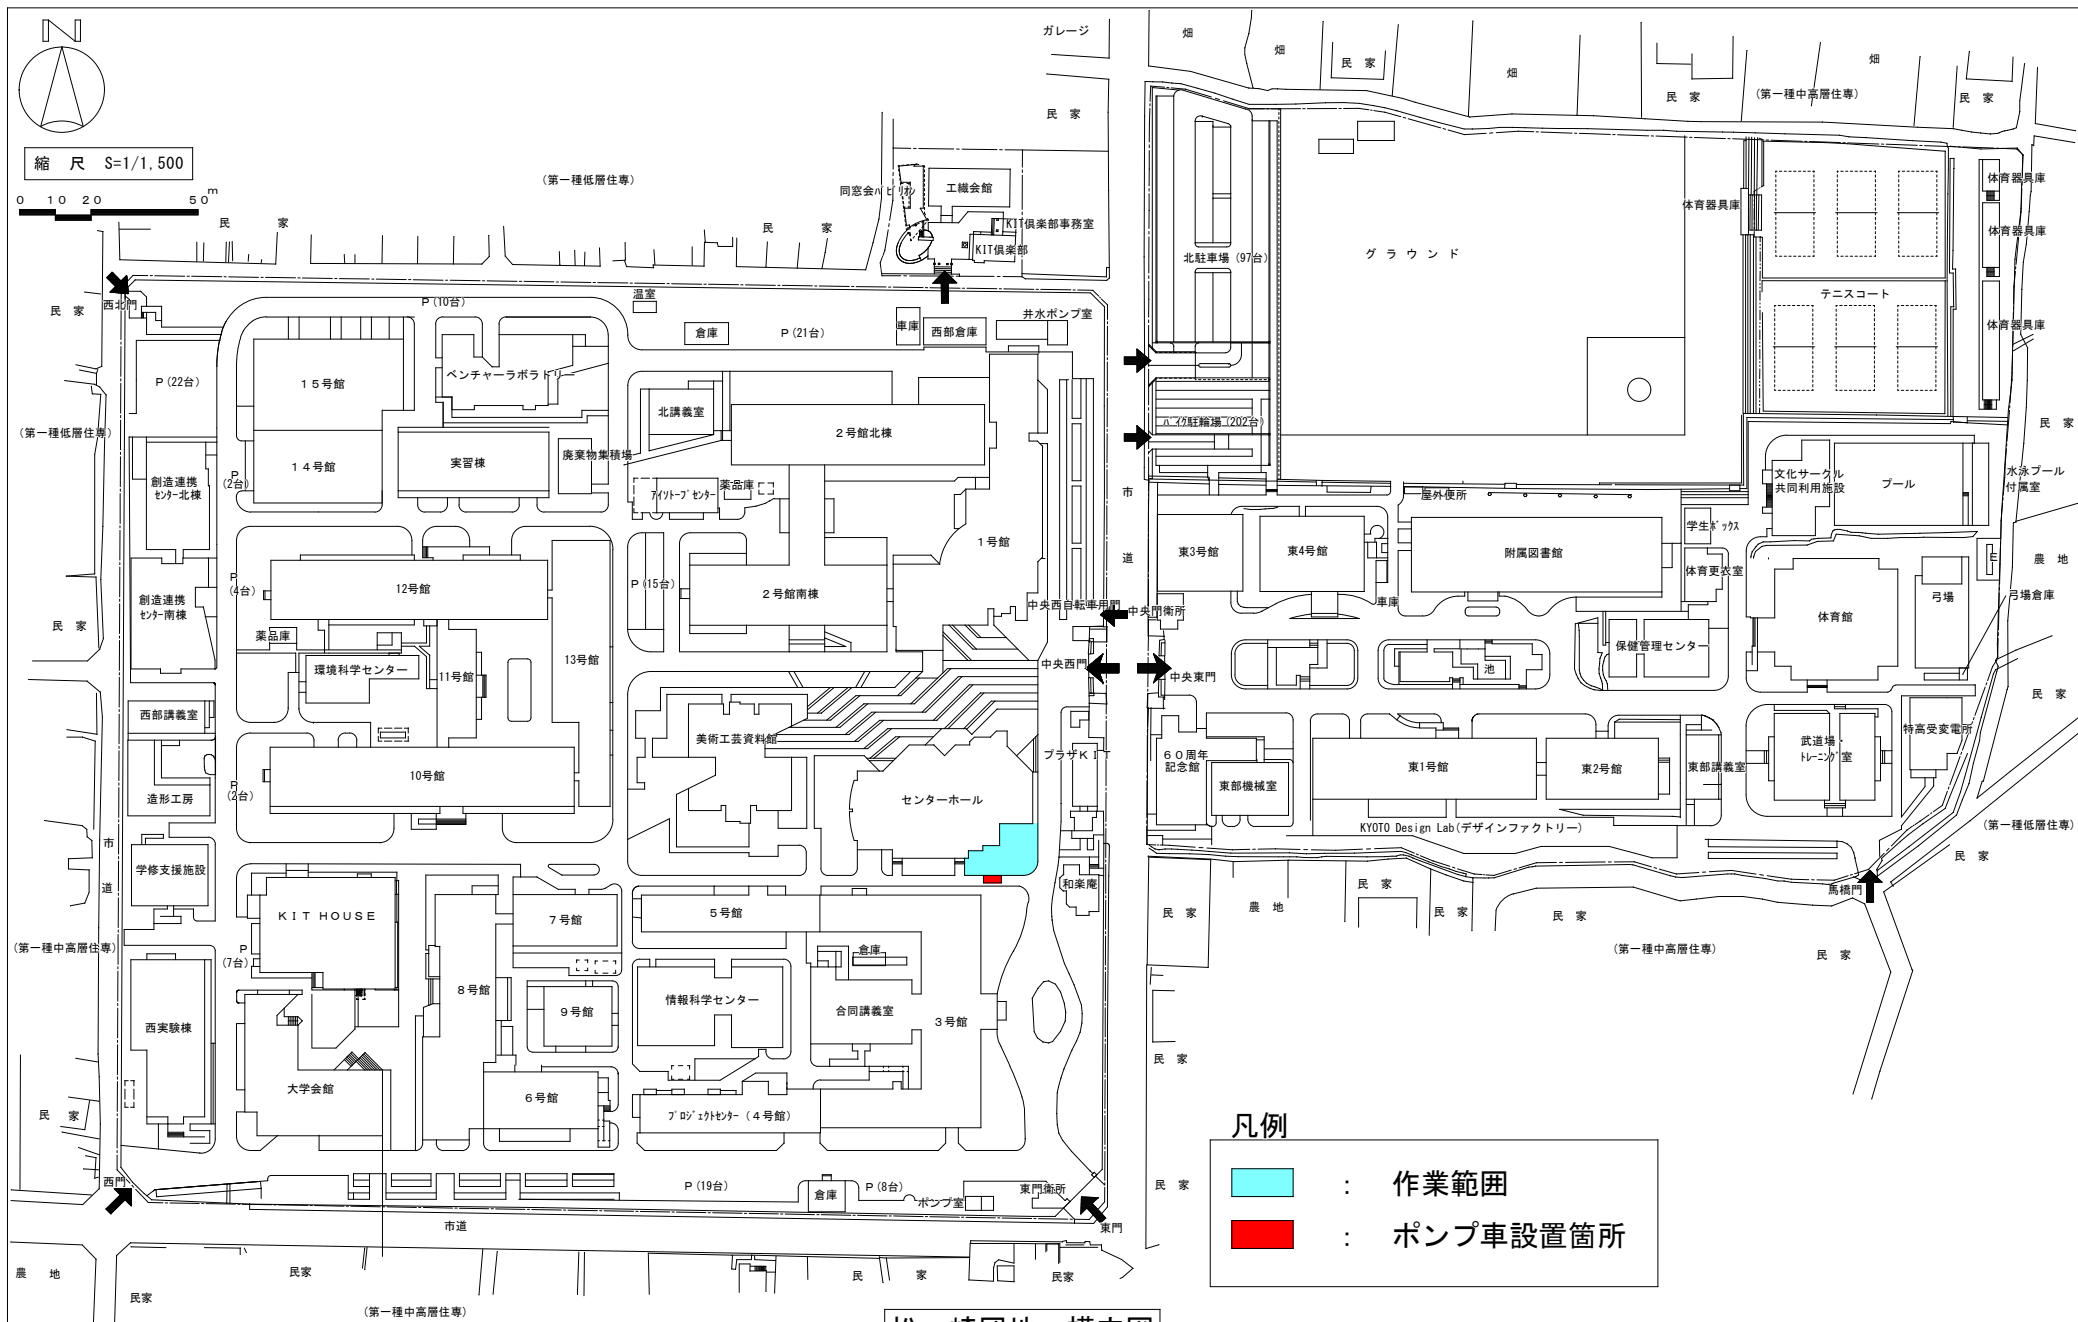 N
縮 尺 S=1/1,500
0 10 20 50 m
ガレージ
畑
畑
民 家
畑
民 家
(第一種中高層住専)
畑
民 家
民 家
(第一種低層住専)
民 家
民 家
同窓会パビリオン
工繊会館
KIT倶楽部事務室
KIT倶楽部
北駐車場(97台)
グラウンド
体育器具庫
体育器具庫
体育器具庫
体育器具庫
テニスコート
民 家
西北門
P(10台)
温室
倉庫
P(21台)
車庫
西部倉庫
井水ポンプ室
P(22台)
15号館
ベンチャーラボラトリー
北講義室
2号館北棟
バイク駐輪場(202台)
(第一種低層住専)
民 家
創造連携
センター北棟
P
(2台)
14号館
実習棟
廃棄物集積場
アイソトープセンター
薬品庫
市
道
屋外便所
文化サークル
共同利用施設
プール
水泳プール
付属室
1号館
東3号館
東4号館
附属図書館
学生ボックス
体育更衣室
E
農 地
創造連携
センター南棟
P
(4台)
12号館
P(15台)
2号館南棟
中央西自転車用門
中央門衛所
車庫
体育館
弓場
弓場倉庫
民 家
薬品庫
環境科学センター
11号館
13号館
中央西門
中央東門
池
保健管理センター
民 家
西部講義室
美術工芸資料館
プラザKIT
60周年
記念館
東部機械室
東1号館
東2号館
東部講義室
武道場・
トレーニング室
特高受変電所
造形工房
P
(2台)
10号館
センターホール
KYOTO Design Lab(デザインファクトリー)
(第一種低層住専)
民 家
市
道
学修支援施設
KIT HOUSE
7号館
5号館
和楽庵
民 家
農 地
民 家
民 家
民 家
馬橋門
(第一種中高層住専)
P
(7台)
倉庫
(第一種中高層住専)
民 家
8号館
9号館
情報科学センター
合同講義室
3号館
西実験棟
大学会館
6号館
プロジェクトセンター(4号館)
民 家
民 家
凡例
: 作業範囲
: ポンプ車設置箇所
西門
P(19台)
倉庫
P(8台)
ポンプ室
東門衛所
東門
民 家
市道
農 地
民家
民家
(第一種中高層住専)
民 家
民家